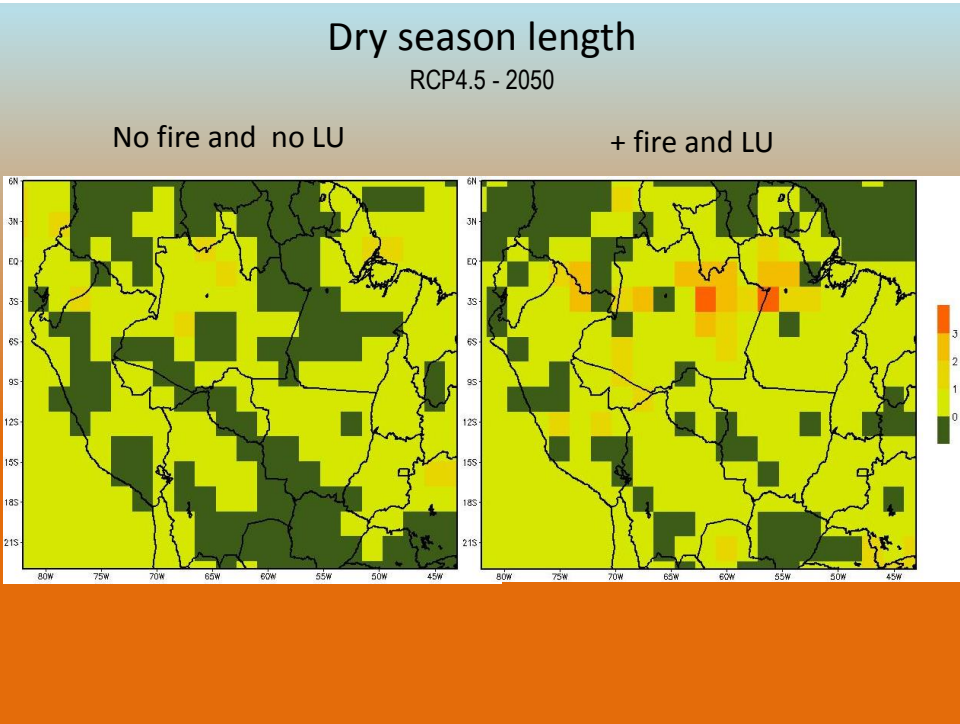 Dry season length
RCP4.5 - 2050
No fire and no LU
+ fire and LU
6N
3N
EQ
3S
6S
9S
12S
15S
18S
21S
80W 75W 70W 65W 60W 55W 50W 45W
6N
3N
EQ
3S
6S
9S
12S
15S
18S
21S
80W 75W 70W 65W 60W 55W 50W 45W
3
2
1
0